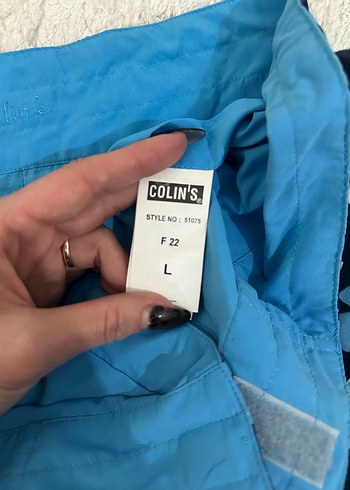 COLIN'S®
STYLE NO : 51075
F 22
L